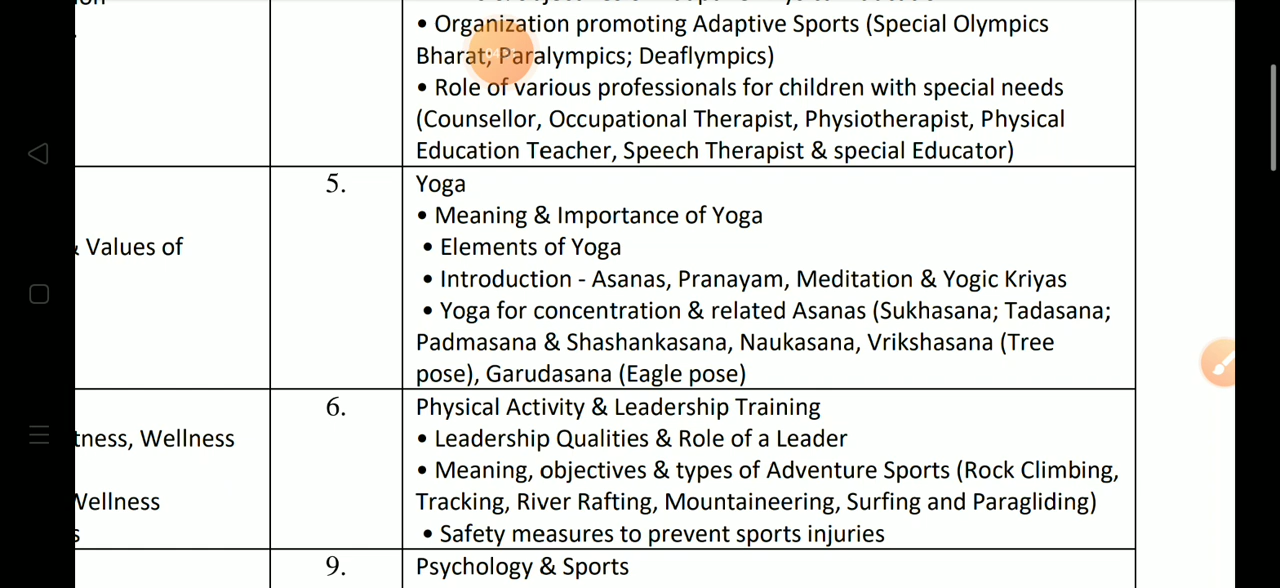 • Organization promoting Adaptive Sports (Special Olympics
Bharat; Paralympics; Deaflympics)
• Role of various professionals for children with special needs
(Counsellor, Occupational Therapist, Physiotherapist, Physical
Education Teacher, Speech Therapist & special Educator)
5.
Yoga
• Meaning & Importance of Yoga
& Values of
• Elements of Yoga
• Introduction - Asanas, Pranayam, Meditation & Yogic Kriyas
• Yoga for concentration & related Asanas (Sukhasana; Tadasana;
Padmasana & Shashankasana, Naukasana, Vrikshasana (Tree
pose), Garudasana (Eagle pose)
6.
Physical Activity & Leadership Training
tness, Wellness
• Leadership Qualities & Role of a Leader
• Meaning, objectives & types of Adventure Sports (Rock Climbing,
Wellness
Tracking, River Rafting, Mountaineering, Surfing and Paragliding)
s
• Safety measures to prevent sports injuries
9.
Psychology & Sports